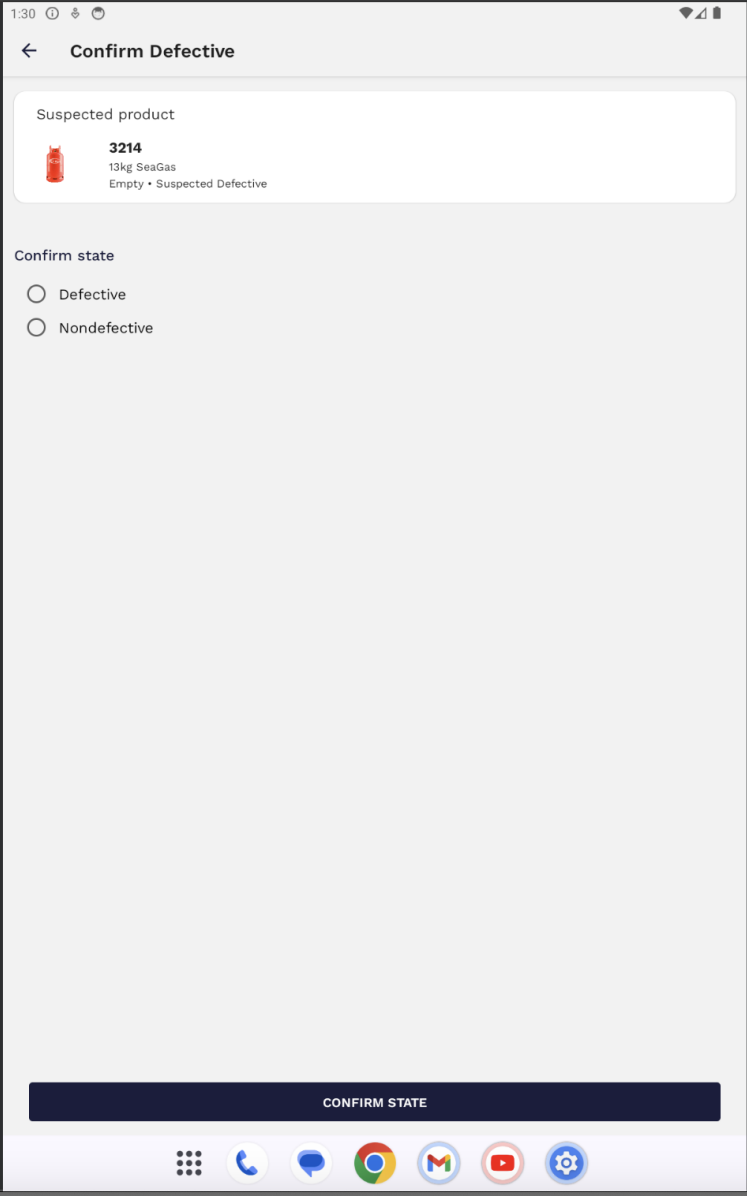 1:30
Confirm Defective
Suspected product
3214
13kg SeaGas
Empty • Suspected Defective
Confirm state
Defective
Nondefective
CONFIRM STATE